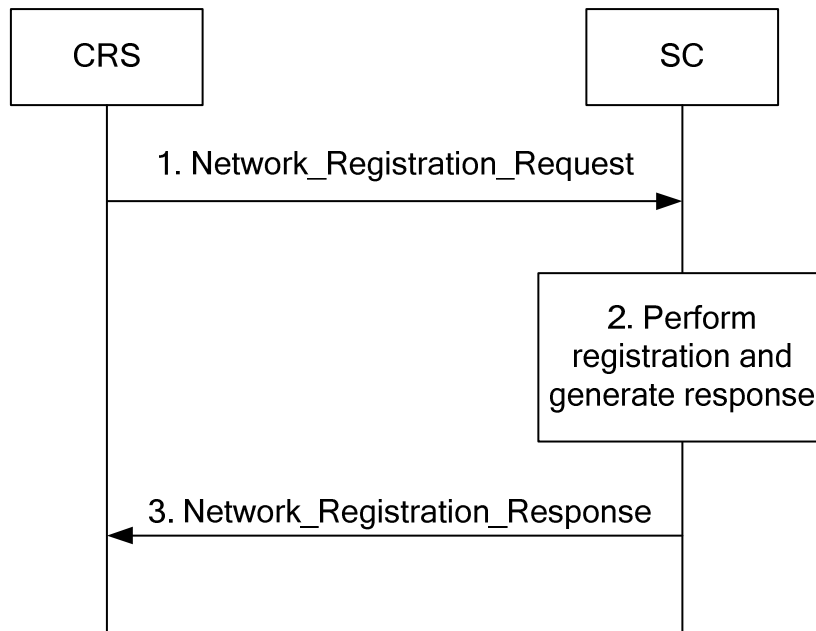 CRS
SC
1. Network_Registration_Request
2. Perform
registration and
generate response
3. Network_Registration_Response